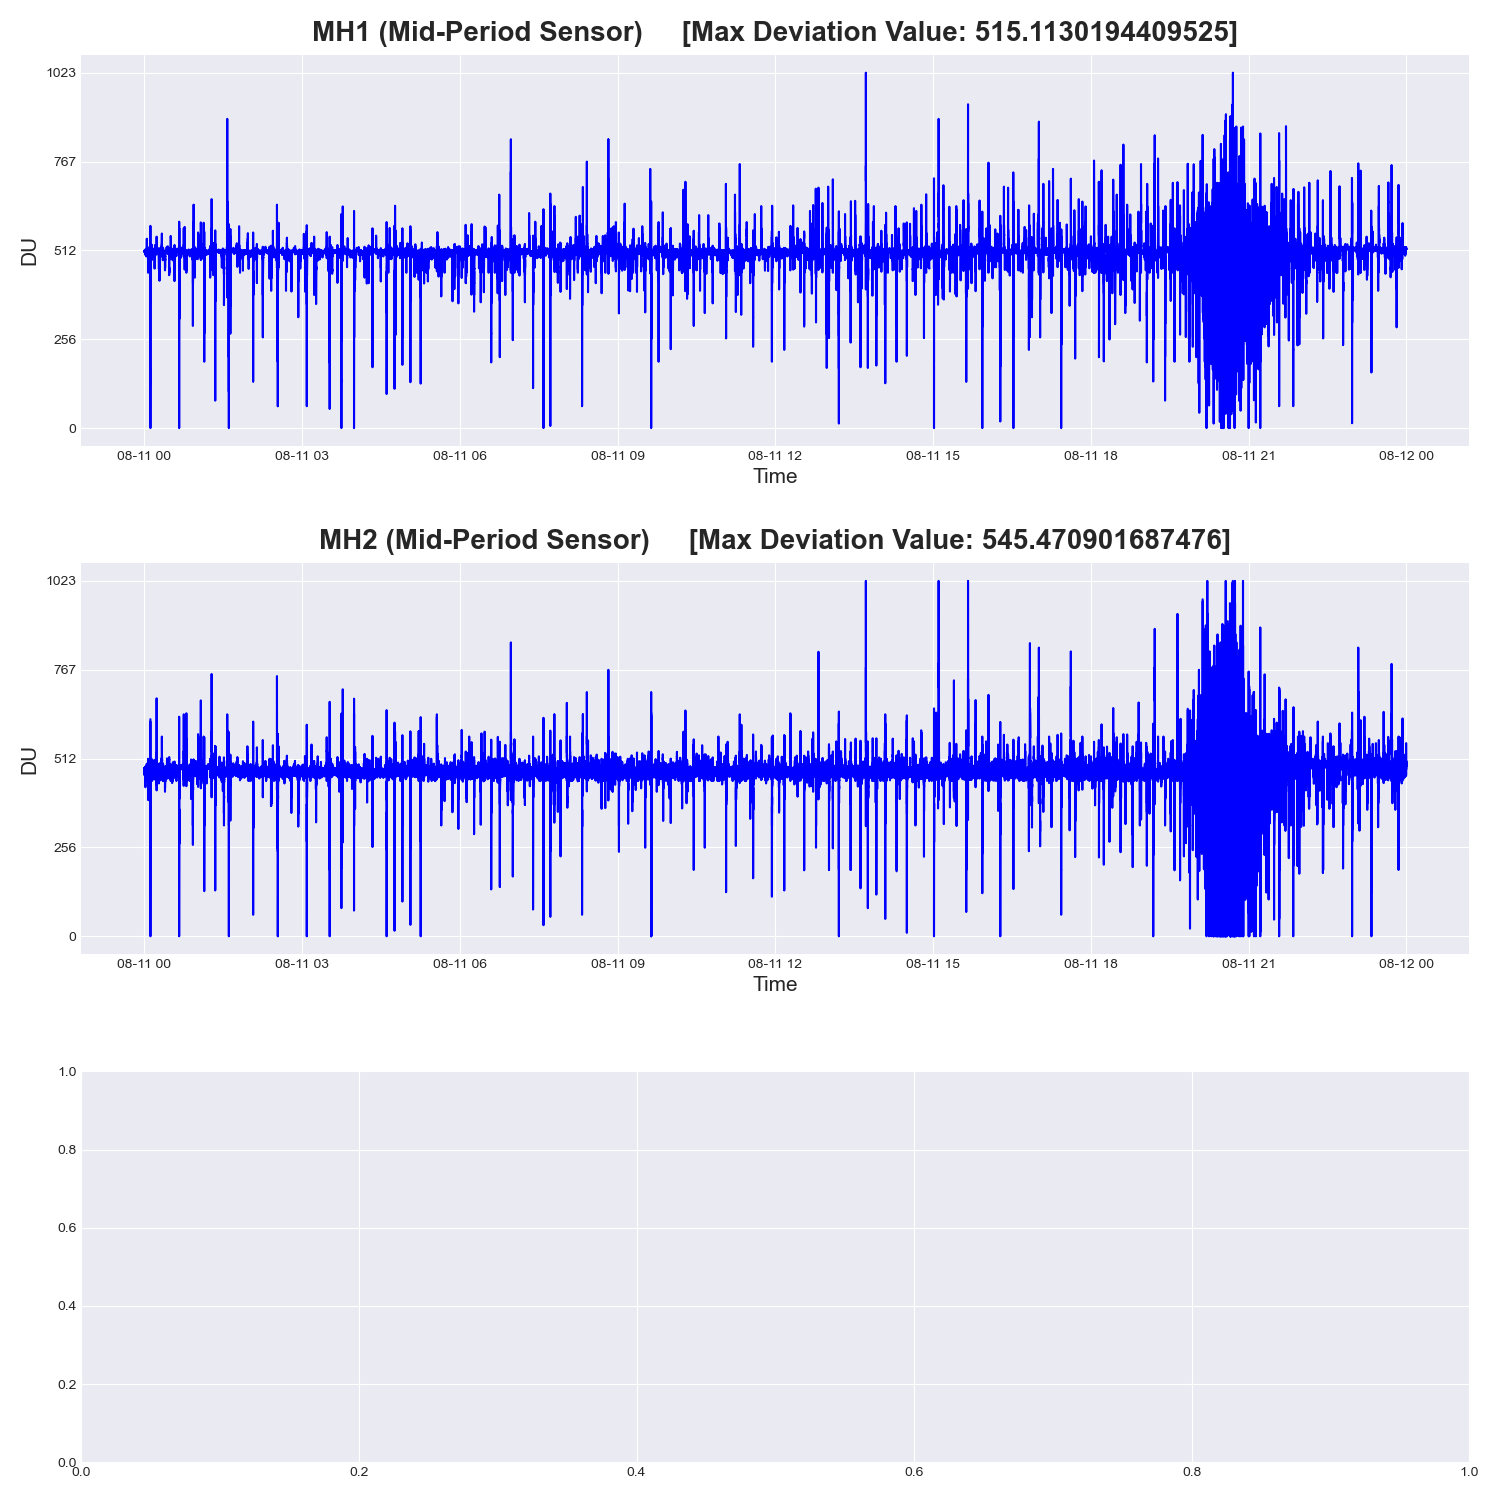 MH1 (Mid-Period Sensor) [Max Deviation Value: 515.1130194409525]
1023
767
512
256
0
DU
08-11 00 08-11 03 08-11 06 08-11 09 08-11 12 08-11 15 08-11 18 08-11 21 08-12 00
Time
MH2 (Mid-Period Sensor) [Max Deviation Value: 545.470901687476]
1023
767
512
256
0
DU
08-11 00 08-11 03 08-11 06 08-11 09 08-11 12 08-11 15 08-11 18 08-11 21 08-12 00
Time
1.0
0.8
0.6
0.4
0.2
0.0
0.0 0.2 0.4 0.6 0.8 1.0